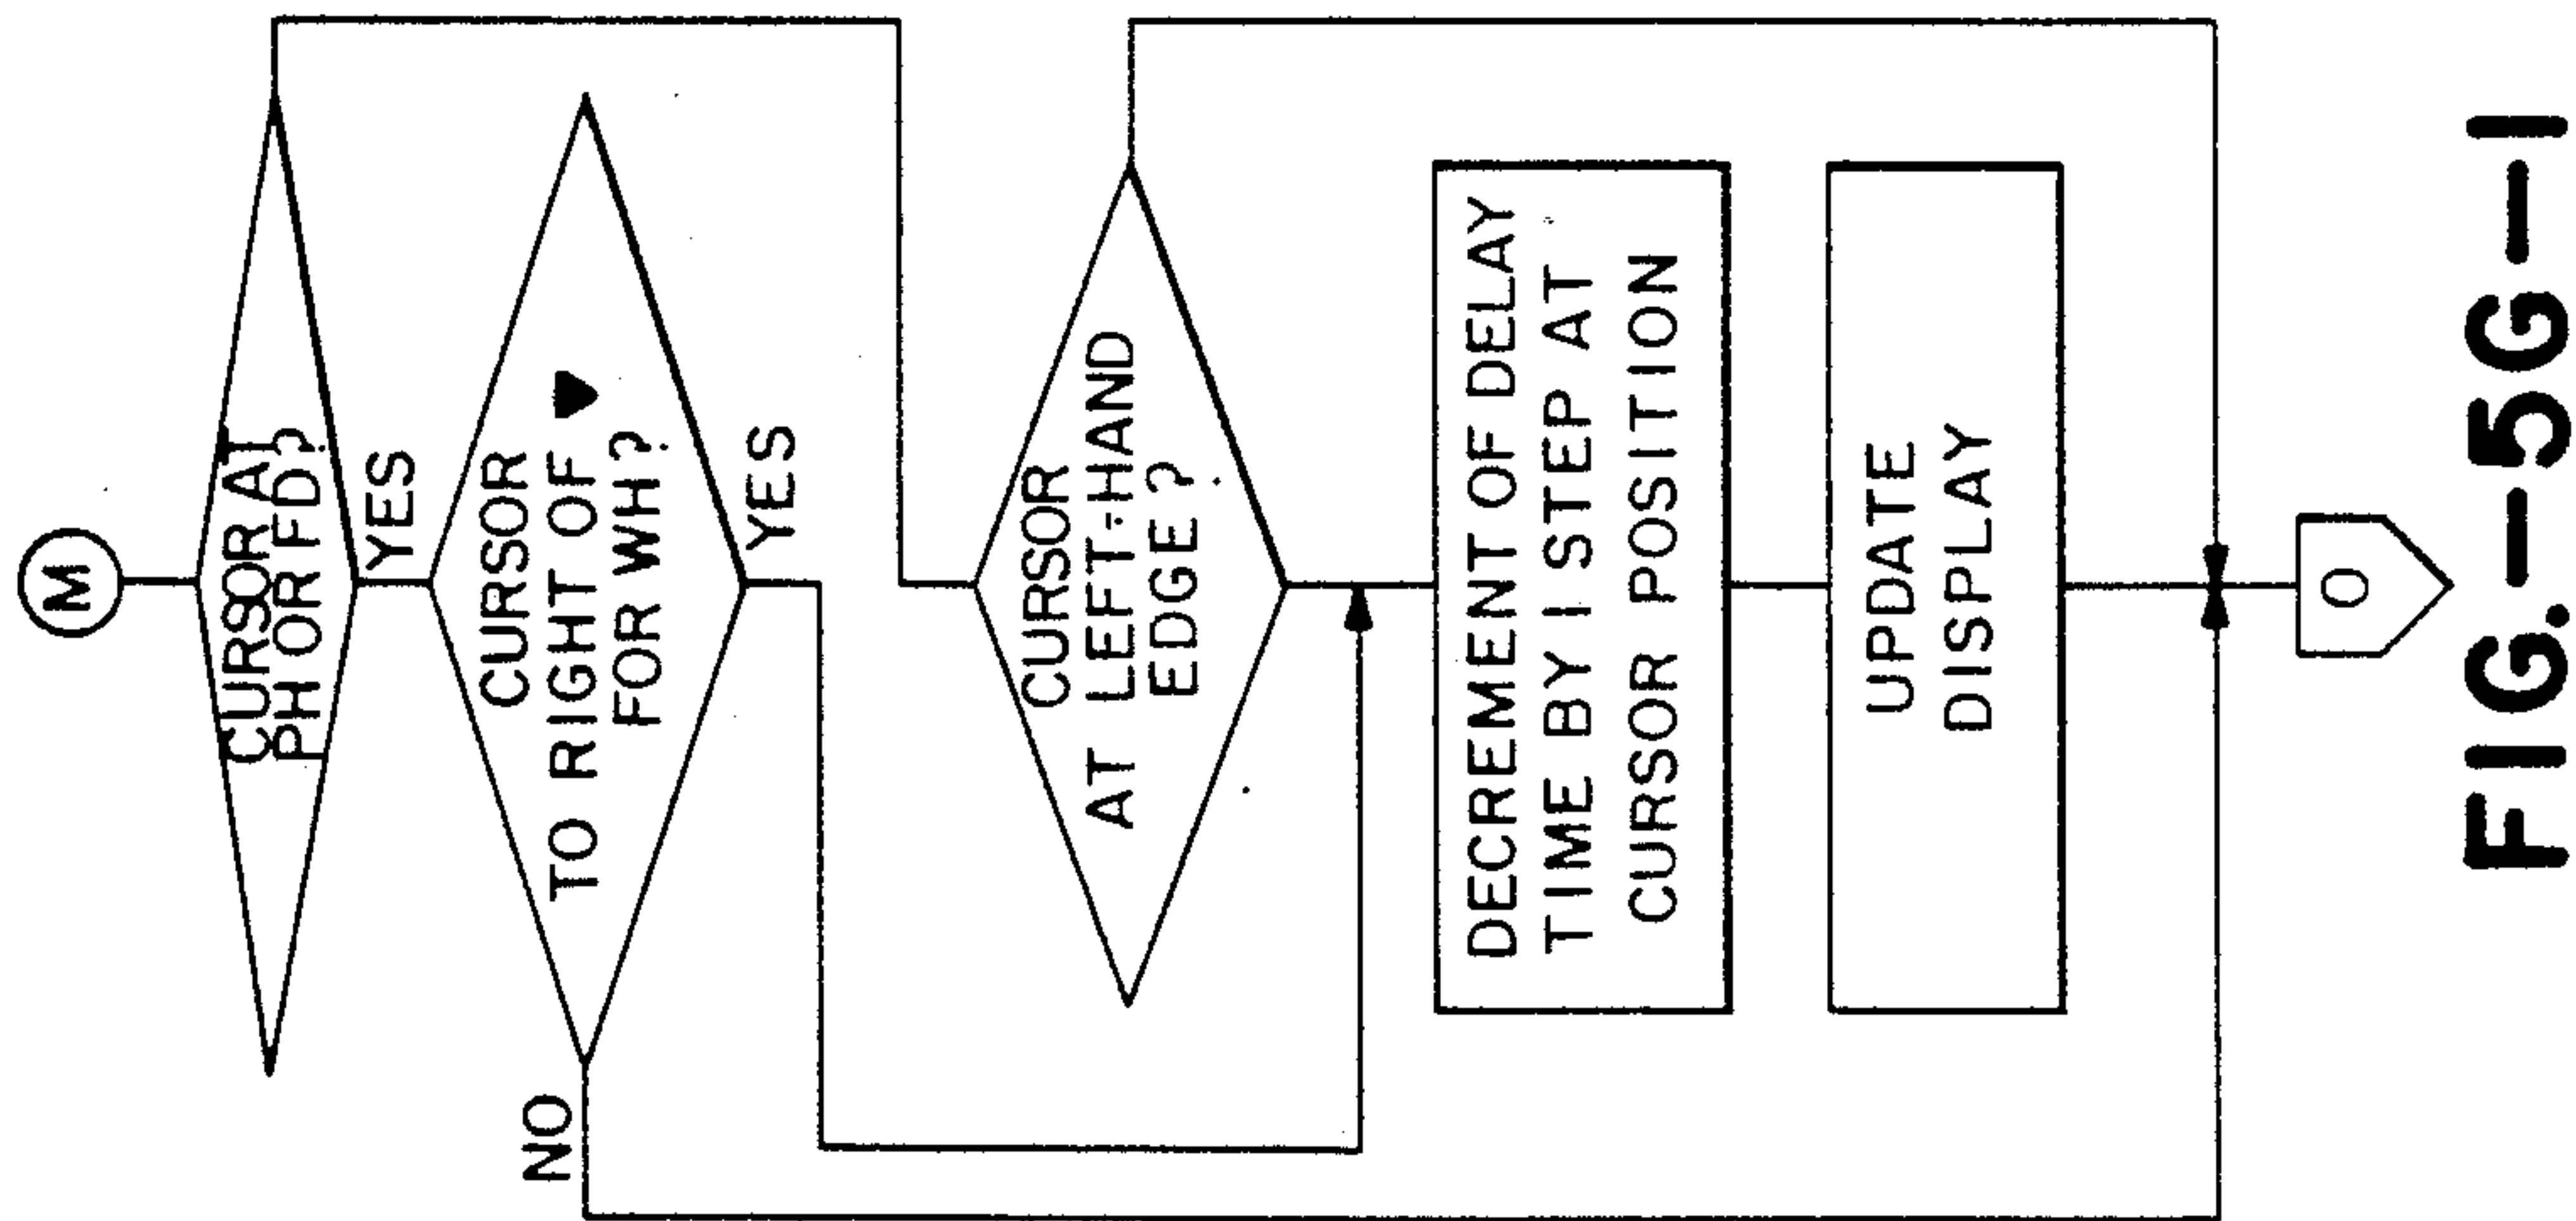 M
CURSOR AT
PH OR FD?
YES
CURSOR
TO RIGHT OF ▼
FOR WH?
NO
YES
CURSOR
AT LEFT-HAND
EDGE?
DECREMENT OF DELAY
TIME BY 1 STEP AT
CURSOR POSITION
UPDATE
DISPLAY
O
FIG.-5G-1